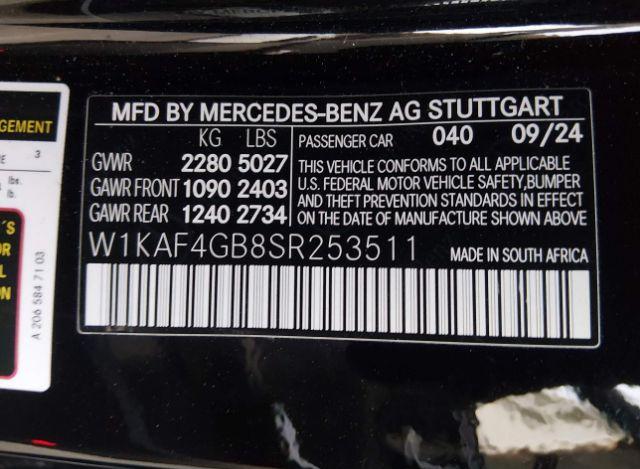 GEMENT
3
lbs.
lb.
A 206 584 71 03
MFD BY MERCEDES-BENZ AG STUTTGART
KG LBS
PASSENGER CAR 040 09/24
GVWR 2280 5027
GAWR FRONT 1090 2403
GAWR REAR 1240 2734
THIS VEHICLE CONFORMS TO ALL APPLICABLE
U.S. FEDERAL MOTOR VEHICLE SAFETY,BUMPER
AND THEFT PREVENTION STANDARDS IN EFFECT
ON THE DATE OF MANUFACTURE SHOWN ABOVE
W1KAF4GB8SR253511
MADE IN SOUTH AFRICA